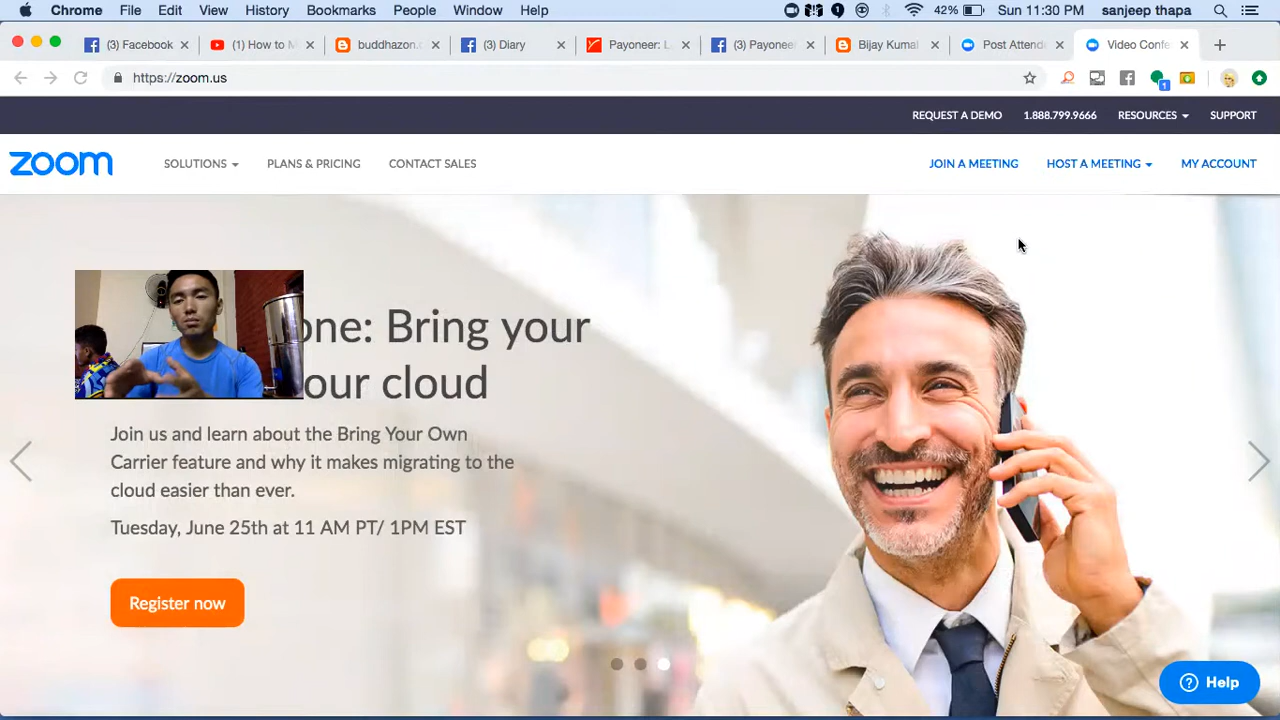 Chrome File Edit View History Bookmarks People Window Help 42% Sun 11:30 PM sanjeep thapa
(3) Facebook (1) How to M buddhazon.c (3) Diary Payoneer: L (3) Payonee Bijay Kuma Post Attend Video Confe
https://zoom.us 1
REQUEST A DEMO 1.888.799.9666 RESOURCES SUPPORT
zoom SOLUTIONS PLANS & PRICING CONTACT SALES JOIN A MEETING HOST A MEETING MY ACCOUNT
one: Bring your
our cloud
Join us and learn about the Bring Your Own
Carrier feature and why it makes migrating to the
cloud easier than ever.
Tuesday, June 25th at 11 AM PT/ 1PM EST
Register now
? Help